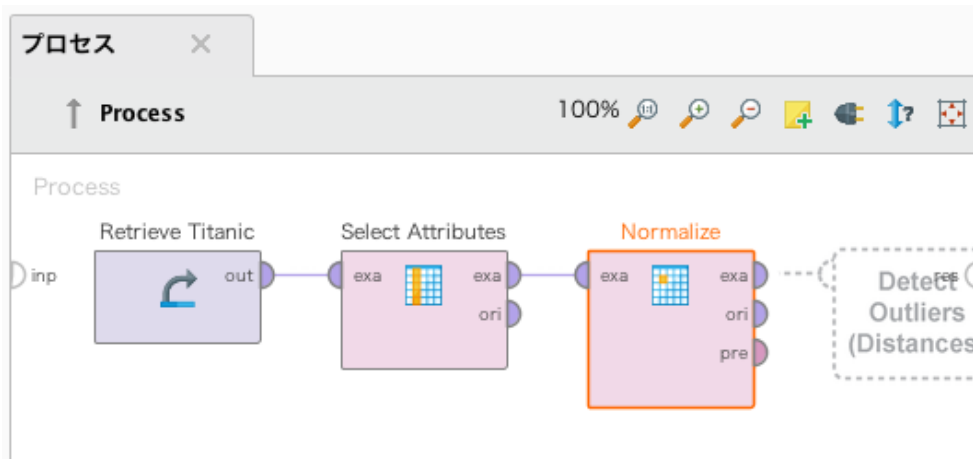 プロセス
Process
100%
Process
Retrieve Titanic
Select Attributes
Normalize
inp
out
exa
exa
ori
exa
exa
ori
pre
res
Detect
Outliers
(Distances